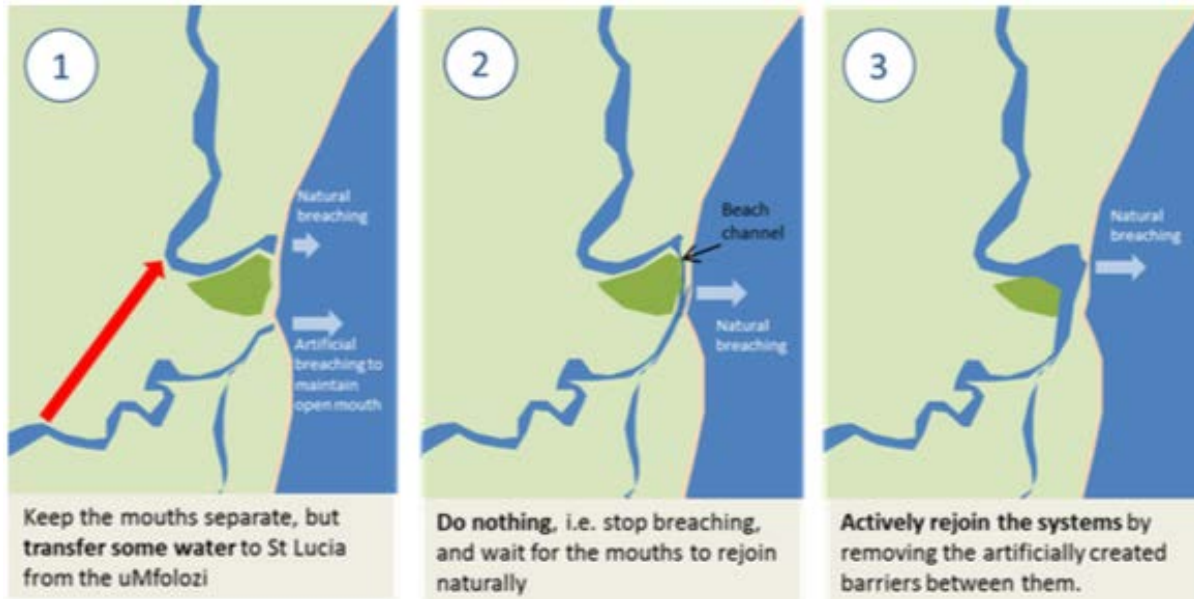 1
Natural
breaching
Artificial
breaching to
maintain
open mouth
Keep the mouths separate, but
transfer some water to St Lucia
from the uMfolozi
2
Beach
channel
Natural
breaching
Do nothing, i.e. stop breaching,
and wait for the mouths to rejoin
naturally
3
Natural
breaching
Actively rejoin the systems by
removing the artificially created
barriers between them.